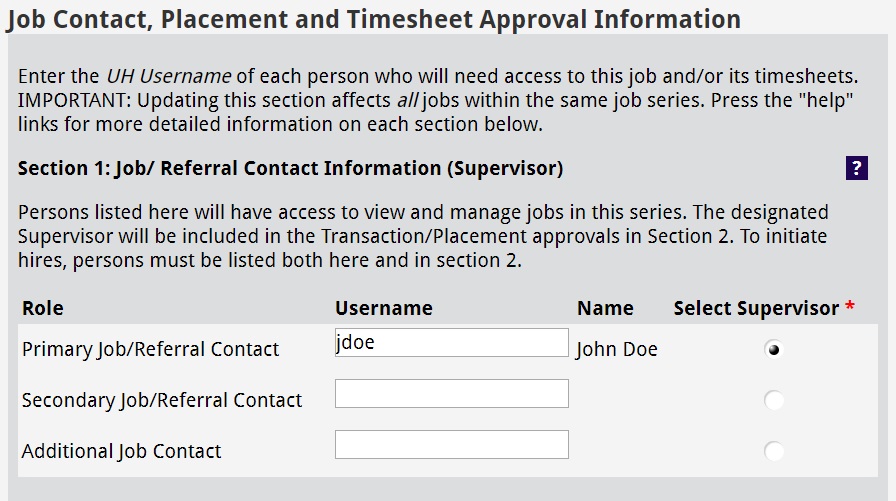 Job Contact, Placement and Timesheet Approval Information
Enter the UH Username of each person who will need access to this job and/or its timesheets.
IMPORTANT: Updating this section affects all jobs within the same job series. Press the "help"
links for more detailed information on each section below.
Section 1: Job/ Referral Contact Information (Supervisor) ?
Persons listed here will have access to view and manage jobs in this series. The designated
Supervisor will be included in the Transaction/Placement approvals in Section 2. To initiate
hires, persons must be listed both here and in section 2.
Role Username Name Select Supervisor *
Primary Job/Referral Contact jdoe John Doe
Secondary Job/Referral Contact
Additional Job Contact